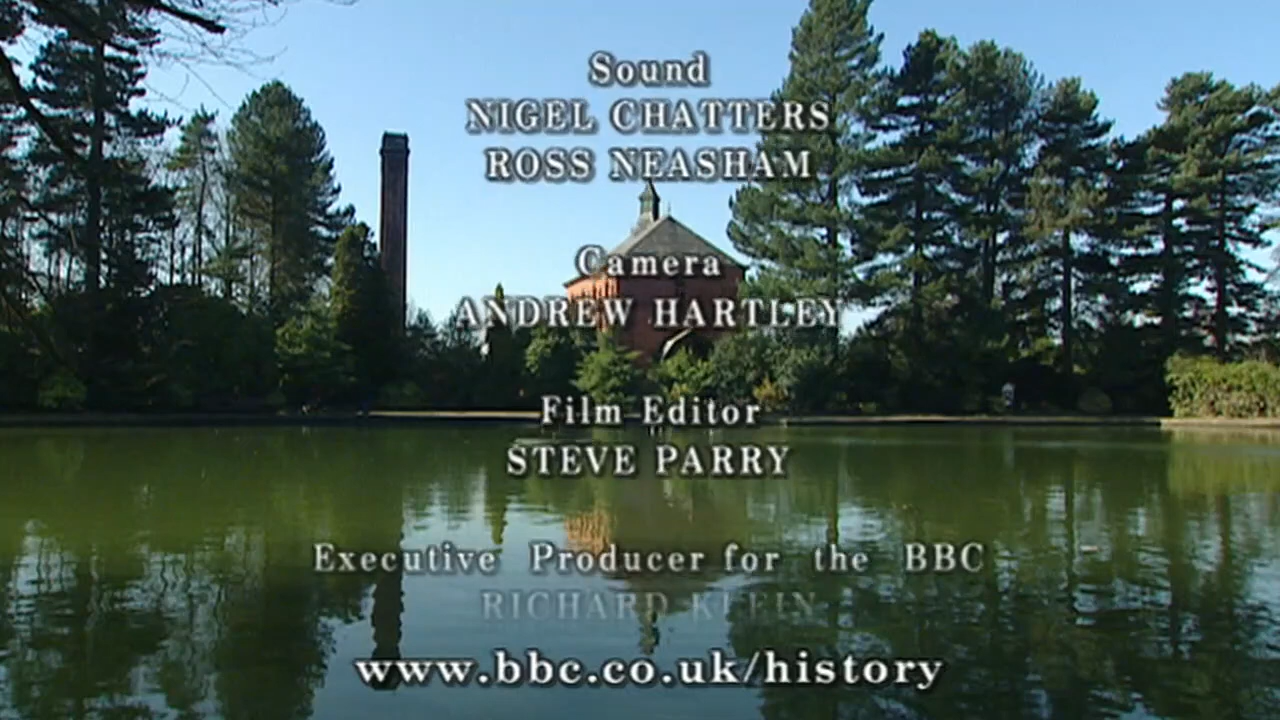 Sound
NIGEL CHATTERS
ROSS NEASHAM
Camera
ANDREW HARTLEY
Film Editor
STEVE PARRY
Executive Producer for the BBC
RICHARD KLEIN
www.bbc.co.uk/history